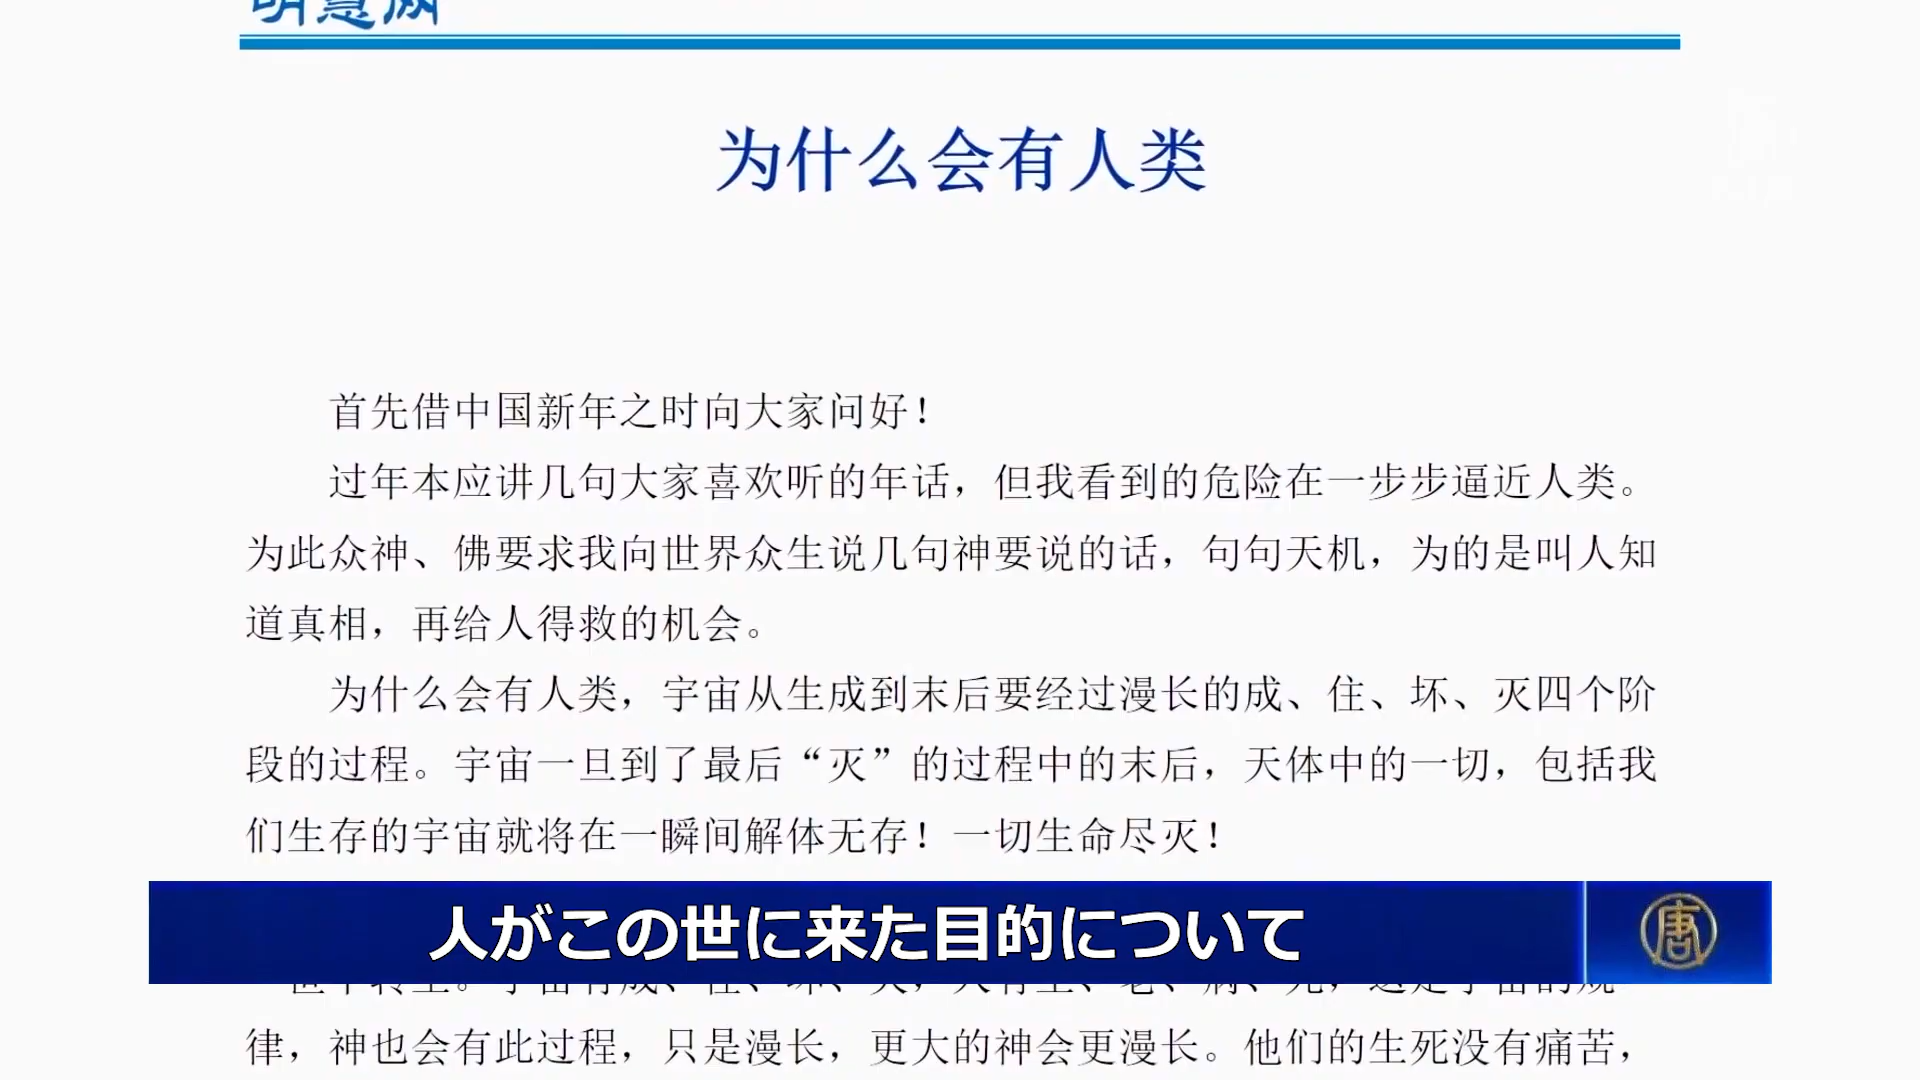 明慧网
为什么会有人类
首先借中国新年之时向大家问好！
过年本应讲几句大家喜欢听的年话，但我看到的危险在一步步逼近人类。
为此众神、佛要求我向世界众生说几句神要说的话，句句天机，为的是叫人知
道真相，再给人得救的机会。
为什么会有人类，宇宙从生成到末后要经过漫长的成、住、坏、灭四个阶
段的过程。宇宙一旦到了最后“灭”的过程中的末后，天体中的一切，包括我
们生存的宇宙就将在一瞬间解体无存！一切生命尽灭！
人がこの世に来た目的について
唐
律，神也会有此过程，只是漫长，更大的神会更漫长。他们的生死没有痛苦，